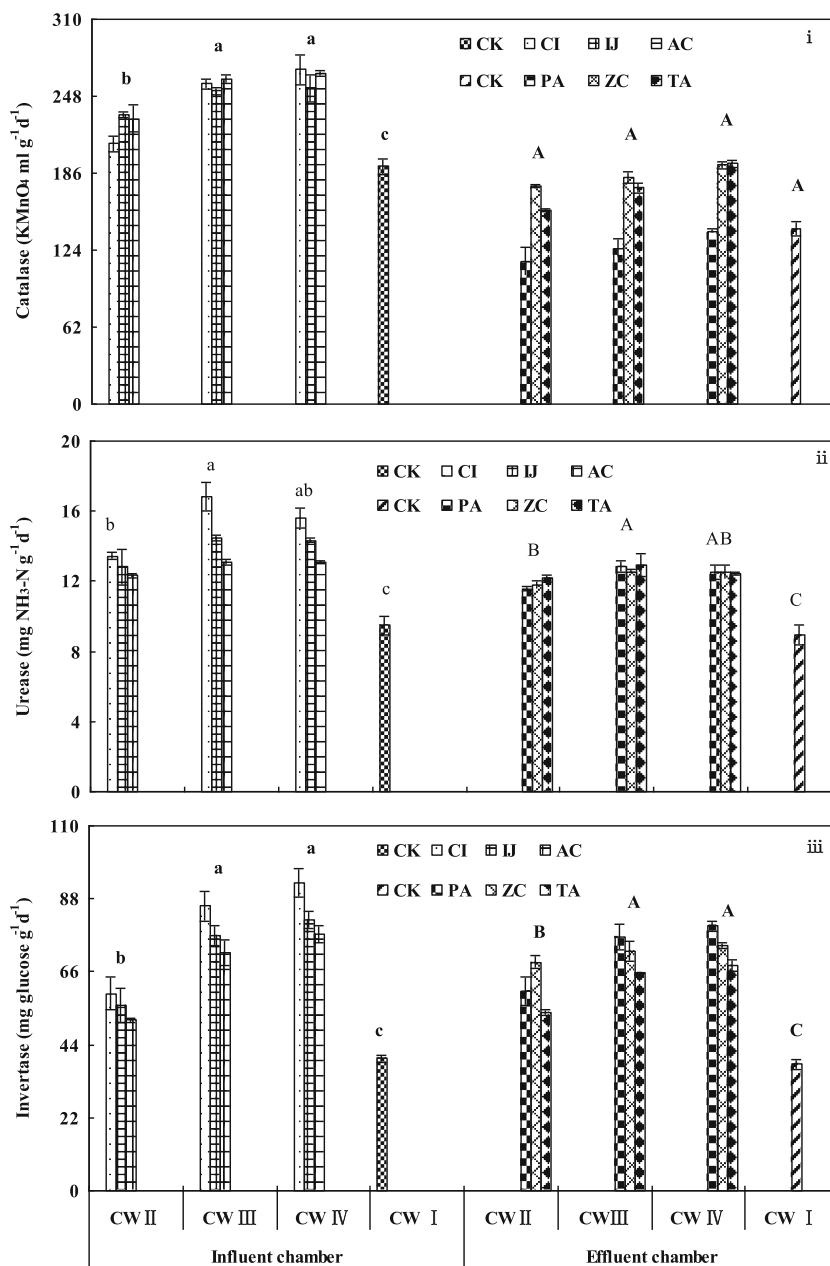 310
248
186
124
62
0
Catalase (KMnO₄ ml g⁻¹d⁻¹)
CK CI IJ AC
CK PA ZC TA
i
b
a
a
c
A
A
A
A
20
16
12
8
4
0
Urease (mg NH₃-N g⁻¹d⁻¹)
CK CI IJ AC
CK PA ZC TA
ii
b
a
ab
c
B
A
AB
C
110
88
66
44
22
0
Invertase (mg glucose g⁻¹d⁻¹)
CK CI IJ AC
CK PA ZC TA
iii
b
a
a
c
B
A
A
C
CW Ⅱ CW Ⅲ CW Ⅳ CW Ⅰ CW Ⅱ CWⅢ CW Ⅳ CW Ⅰ
Influent chamber Effluent chamber